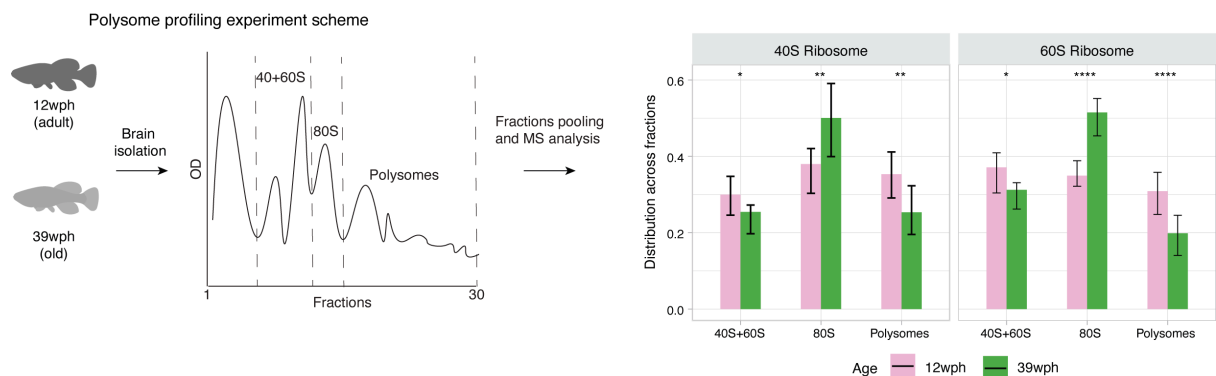 Polysome profiling experiment scheme
12wph
(adult)
39wph
(old)
Brain
isolation
OD
40+60S
80S
Polysomes
1
30
Fractions
Fractions pooling
and MS analysis
40S Ribosome
60S Ribosome
Distribution across fractions
0.6
0.4
0.2
0.0
*
**
**
*
****
****
40S+60S
80S
Polysomes
40S+60S
80S
Polysomes
Age
12wph
39wph